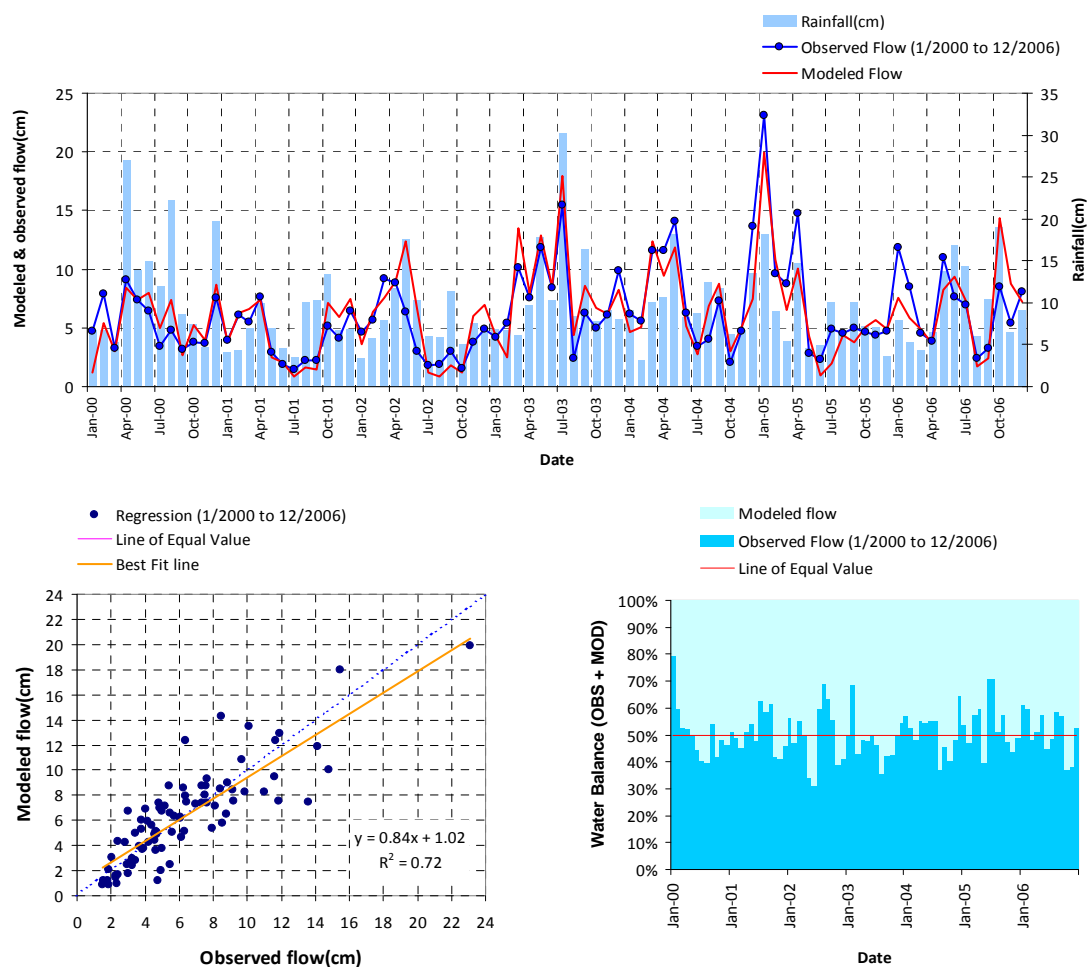 Rainfall(cm)
Observed Flow (1/2000 to 12/2006)
Modeled Flow
Modeled & observed flow(cm)
25
20
15
10
5
0
35
30
25
20
15
10
5
0
Rainfall(cm)
Jan-00
Apr-00
Jul-00
Oct-00
Jan-01
Apr-01
Jul-01
Oct-01
Jan-02
Apr-02
Jul-02
Oct-02
Jan-03
Apr-03
Jul-03
Oct-03
Jan-04
Apr-04
Jul-04
Oct-04
Jan-05
Apr-05
Jul-05
Oct-05
Jan-06
Apr-06
Jul-06
Oct-06
Date
Regression (1/2000 to 12/2006)
Line of Equal Value
Best Fit line
Modeled flow(cm)
24
22
20
18
16
14
12
10
8
6
4
2
0
y = 0.84x + 1.02
R² = 0.72
0 2 4 6 8 10 12 14 16 18 20 22 24
Observed flow(cm)
Modeled flow
Observed Flow (1/2000 to 12/2006)
Line of Equal Value
Water Balance (OBS + MOD)
100%
90%
80%
70%
60%
50%
40%
30%
20%
10%
0%
Jan-00
Jan-01
Jan-02
Jan-03
Jan-04
Jan-05
Jan-06
Date